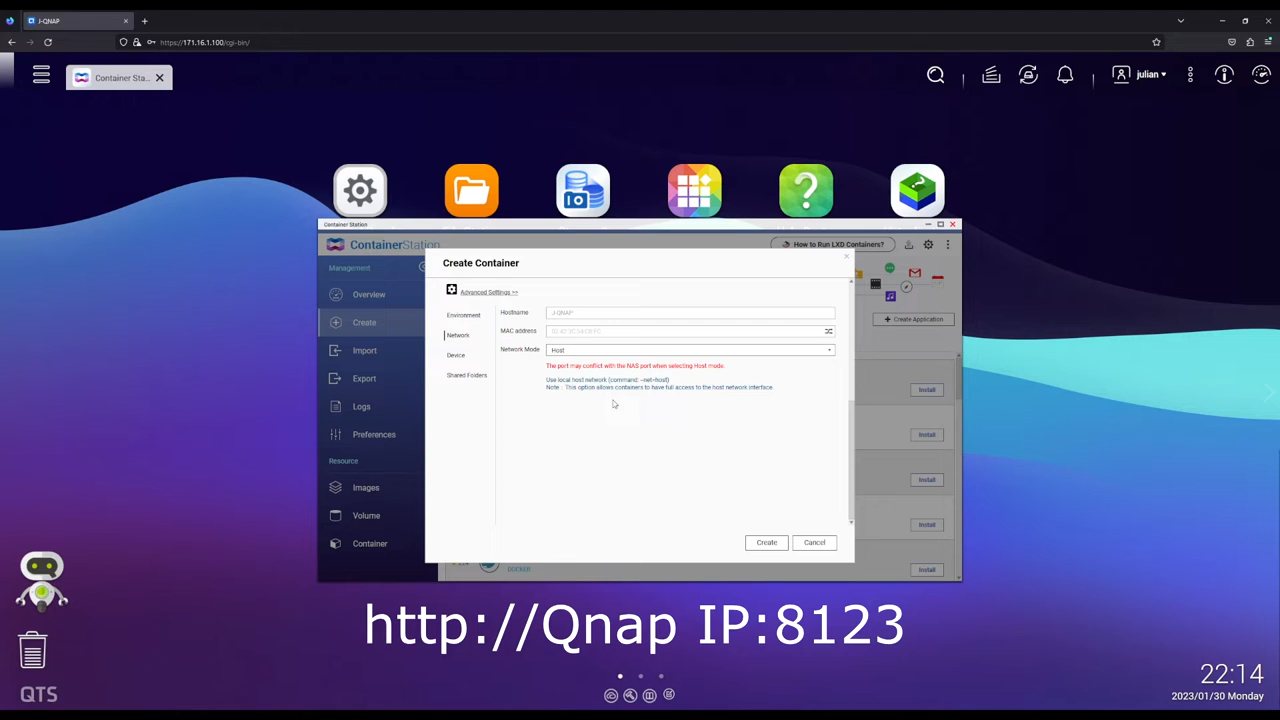 J-QNAP
https://171.16.1.100/cgi-bin/
Container Sta...
julian
Container Station
ContainerStation
How to Run LXD Containers?
Management
Overview
Create
Import
Export
Logs
Preferences
Resource
Images
Volume
Container
Create Application
Install
Install
Install
Install
Install
DOCKER
Create Container
Advanced Settings >>
Environment
Network
Device
Shared Folders
Hostname
J-QNAP
MAC address
Network Mode
Host
The port may conflict with the NAS port when selecting Host mode.
Use local host network (command: --net=host)
Note : This option allows containers to have full access to the host network interface.
Create
Cancel
http://Qnap IP:8123
QTS
22:14
2023/01/30 Monday